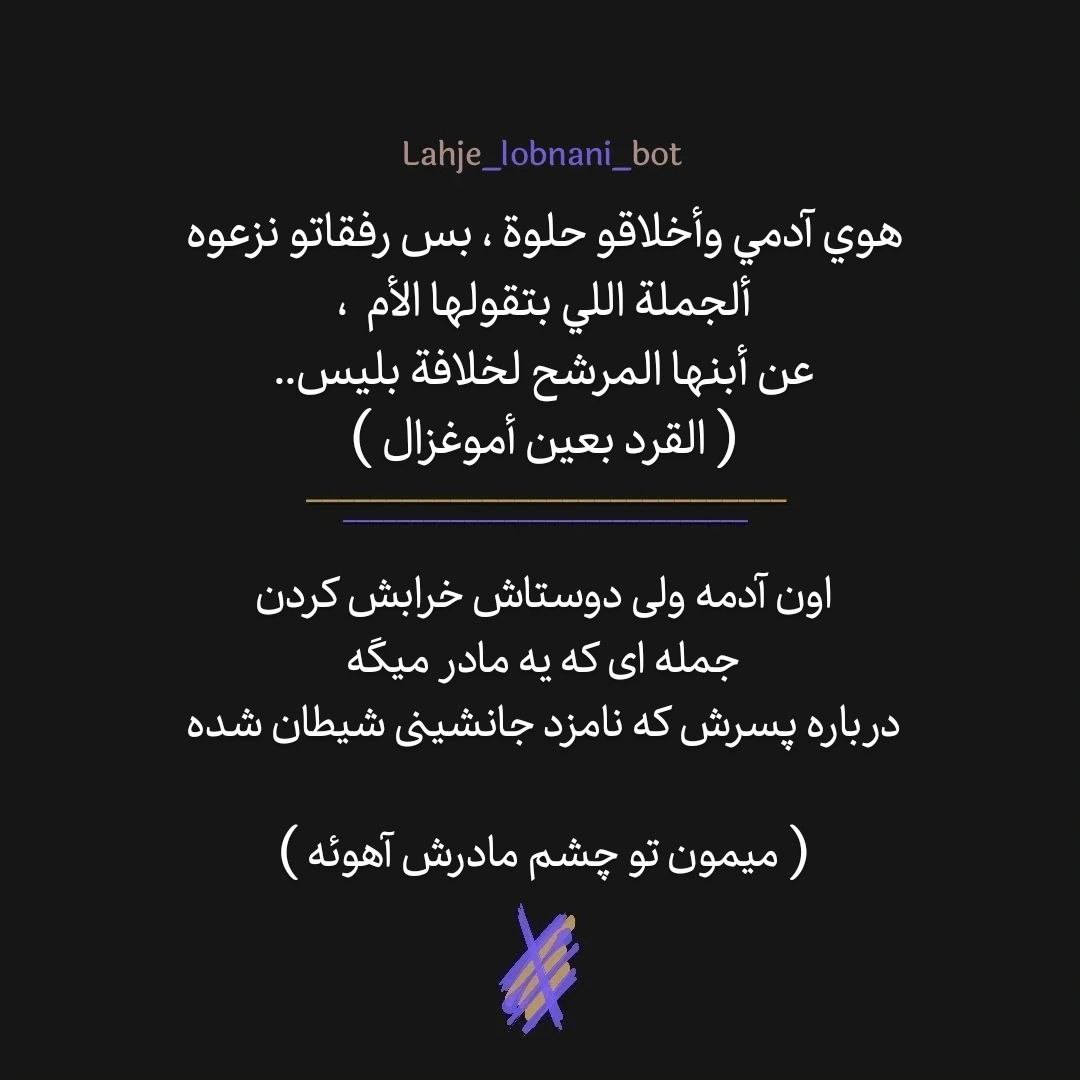 Lahje_lobnani_bot
هوي آدمي وأخلاقو حلوة ، بس رفقاتو نزعوه
ألجملة اللي بتقولها الأم ،
عن أبنها المرشح لخلافة بليس..
( القرد بعين أموغزال )
اون آدمه ولی دوستاش خرابش کردن
جمله ای که یه مادر میگه
درباره پسرش که نامزد جانشینی شیطان شده
( میمون تو چشم مادرش آهوئه )